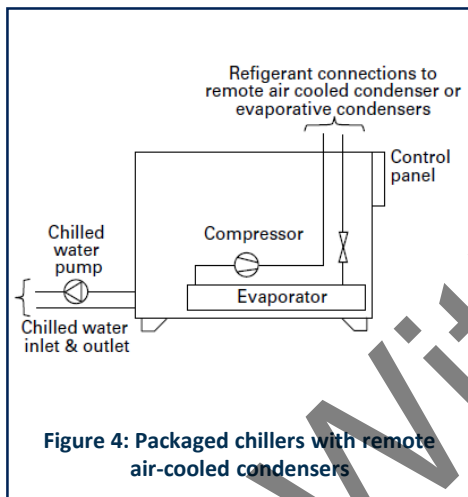 Refigerant connections to
remote air cooled condenser or
evaporative condensers
Control
panel
Chilled
water
pump
Compressor
Evaporator
Chilled water
inlet & outlet
Figure 4: Packaged chillers with remote
air-cooled condensers